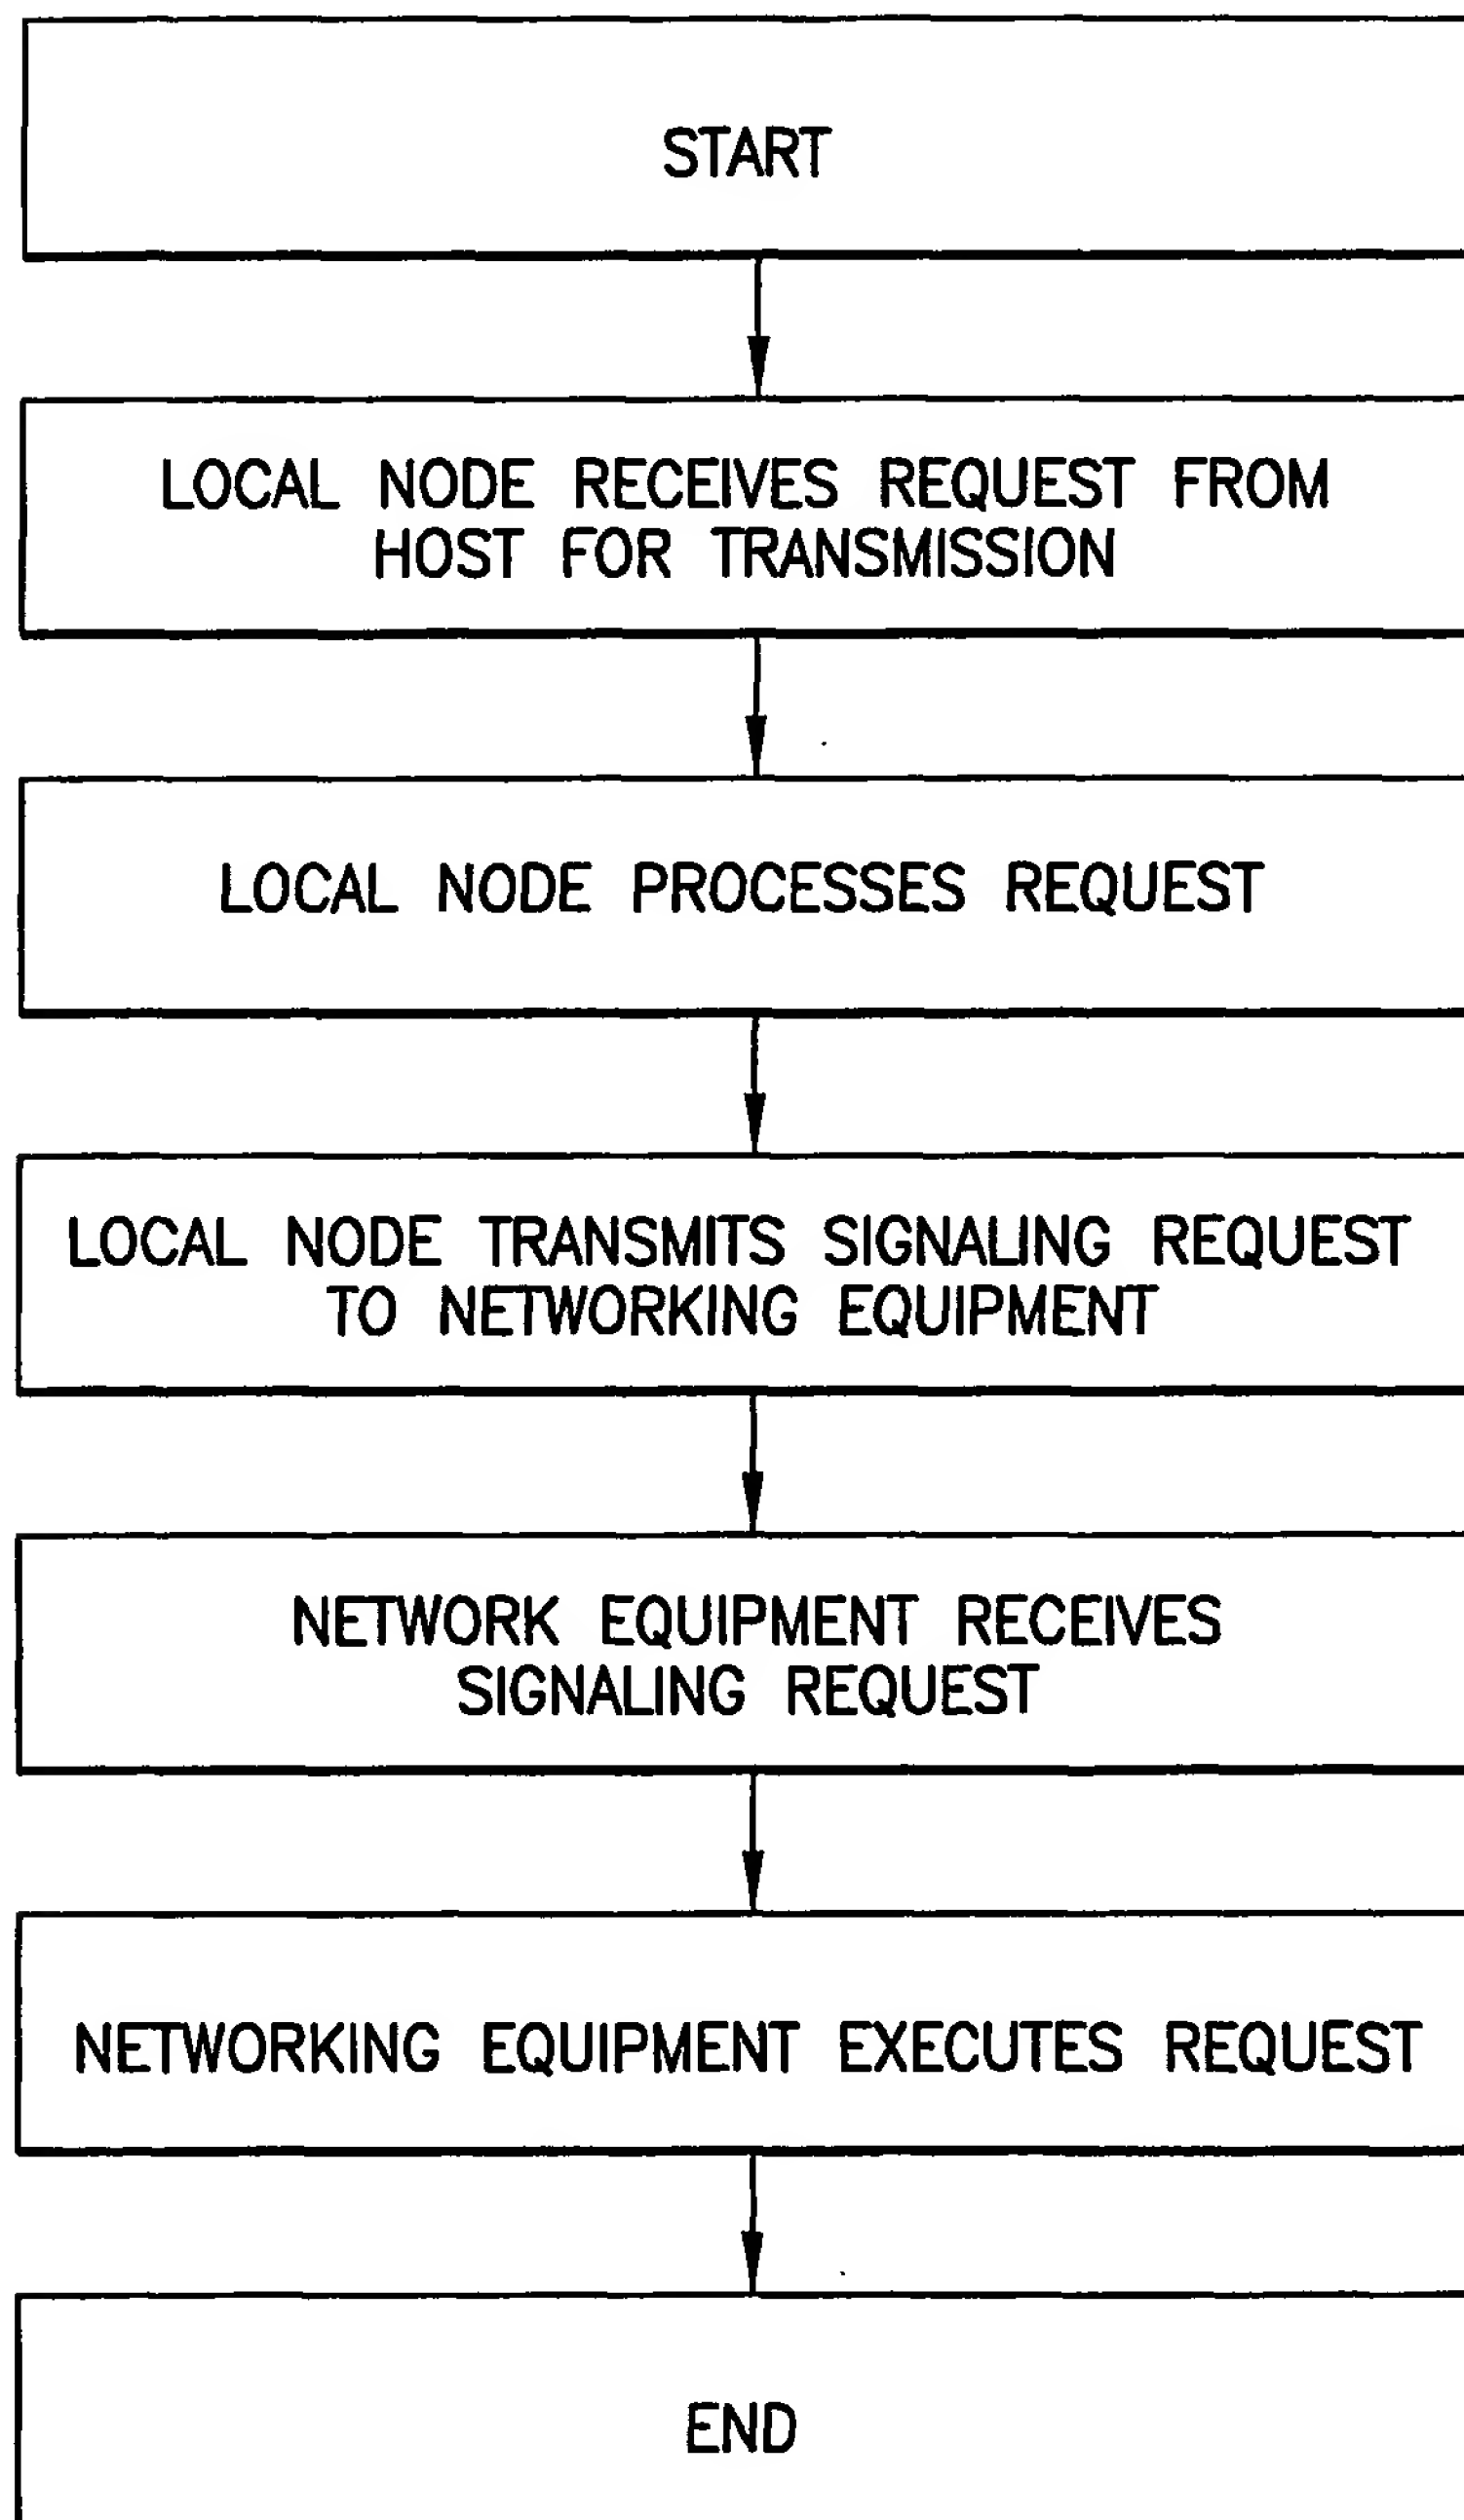 START
LOCAL NODE RECEIVES REQUEST FROM
HOST FOR TRANSMISSION
LOCAL NODE PROCESSES REQUEST
LOCAL NODE TRANSMITS SIGNALING REQUEST
TO NETWORKING EQUIPMENT
NETWORK EQUIPMENT RECEIVES
SIGNALING REQUEST
NETWORKING EQUIPMENT EXECUTES REQUEST
END